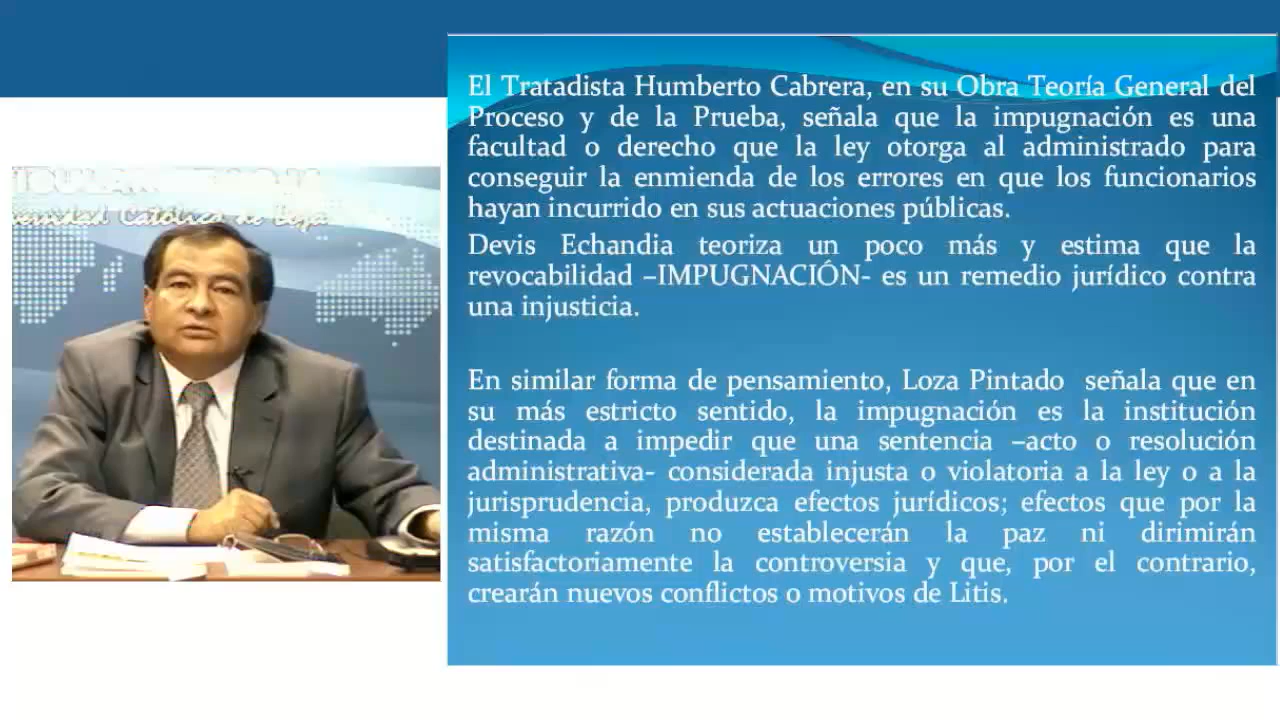 Católica de Loja
El Tratadista Humberto Cabrera, en su Obra Teoría General del
Proceso y de la Prueba, señala que la impugnación es una
facultad o derecho que la ley otorga al administrado para
conseguir la enmienda de los errores en que los funcionarios
hayan incurrido en sus actuaciones públicas.
Devis Echandia teoriza un poco más y estima que la
revocabilidad –IMPUGNACIÓN- es un remedio jurídico contra
una injusticia.
En similar forma de pensamiento, Loza Pintado señala que en
su más estricto sentido, la impugnación es la institución
destinada a impedir que una sentencia –acto o resolución
administrativa- considerada injusta o violatoria a la ley o a la
jurisprudencia, produzca efectos jurídicos; efectos que por la
misma razón no establecerán la paz ni dirimirán
satisfactoriamente la controversia y que, por el contrario,
crearán nuevos conflictos o motivos de Litis.